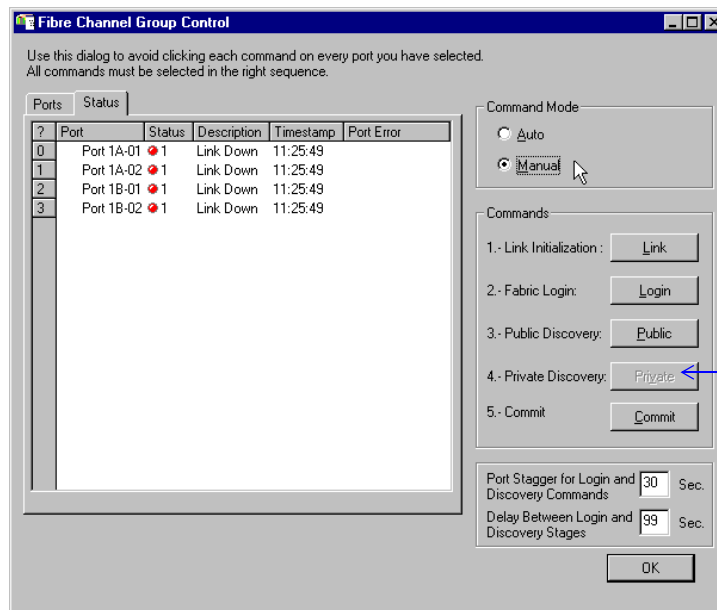 Fibre Channel Group Control
Use this dialog to avoid clicking each command on every port you have selected.
All commands must be selected in the right sequence.
Ports Status
? Port Status Description Timestamp Port Error
0 Port 1A-01 1 Link Down 11:25:49
1 Port 1A-02 1 Link Down 11:25:49
2 Port 1B-01 1 Link Down 11:25:49
3 Port 1B-02 1 Link Down 11:25:49
Command Mode
Auto
Manual
Commands
1.- Link Initialization : Link
2.- Fabric Login: Login
3.- Public Discovery: Public
4.- Private Discovery: Private
5.- Commit Commit
Port Stagger for Login and
Discovery Commands 30 Sec.
Delay Between Login and
Discovery Stages 99 Sec.
OK